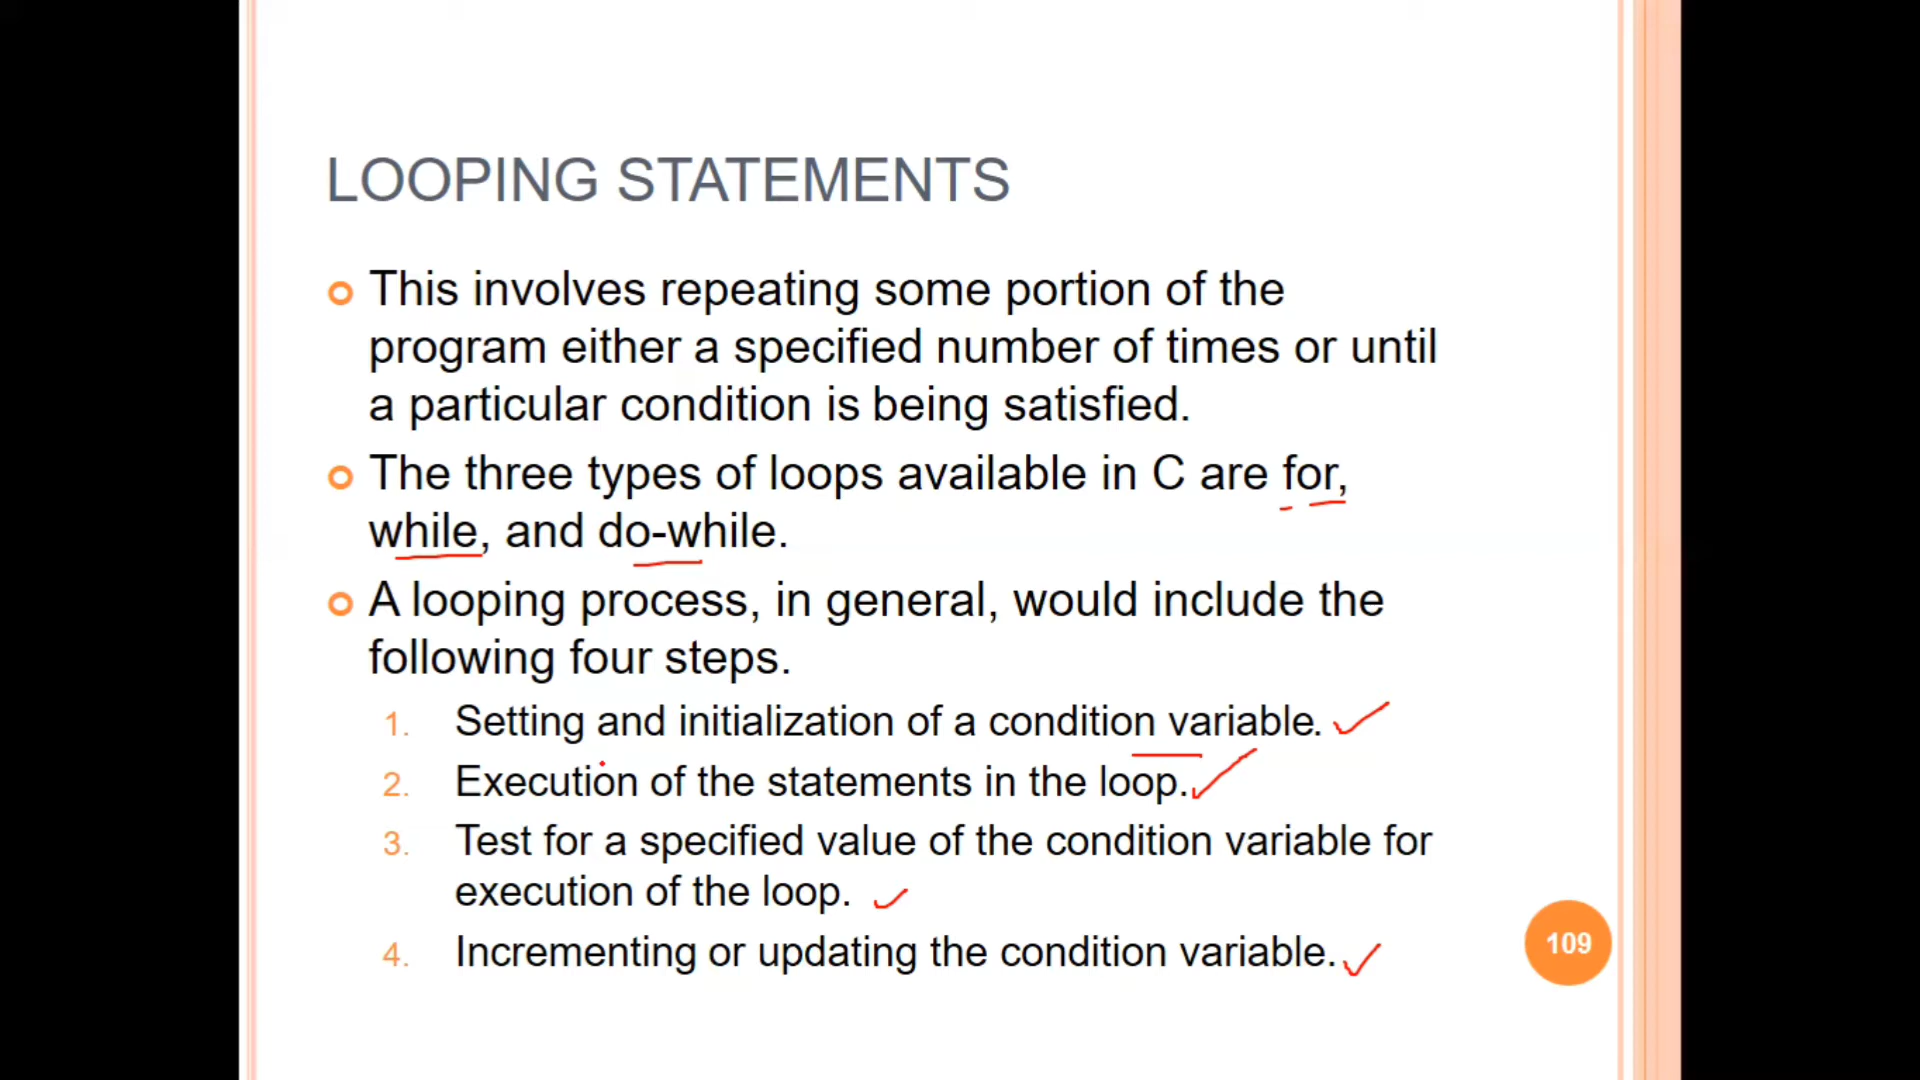 LOOPING STATEMENTS
This involves repeating some portion of the
program either a specified number of times or until
a particular condition is being satisfied.
The three types of loops available in C are for,
while, and do-while.
A looping process, in general, would include the
following four steps.
1. Setting and initialization of a condition variable.
2. Execution of the statements in the loop.
3. Test for a specified value of the condition variable for
execution of the loop.
4. Incrementing or updating the condition variable.
109